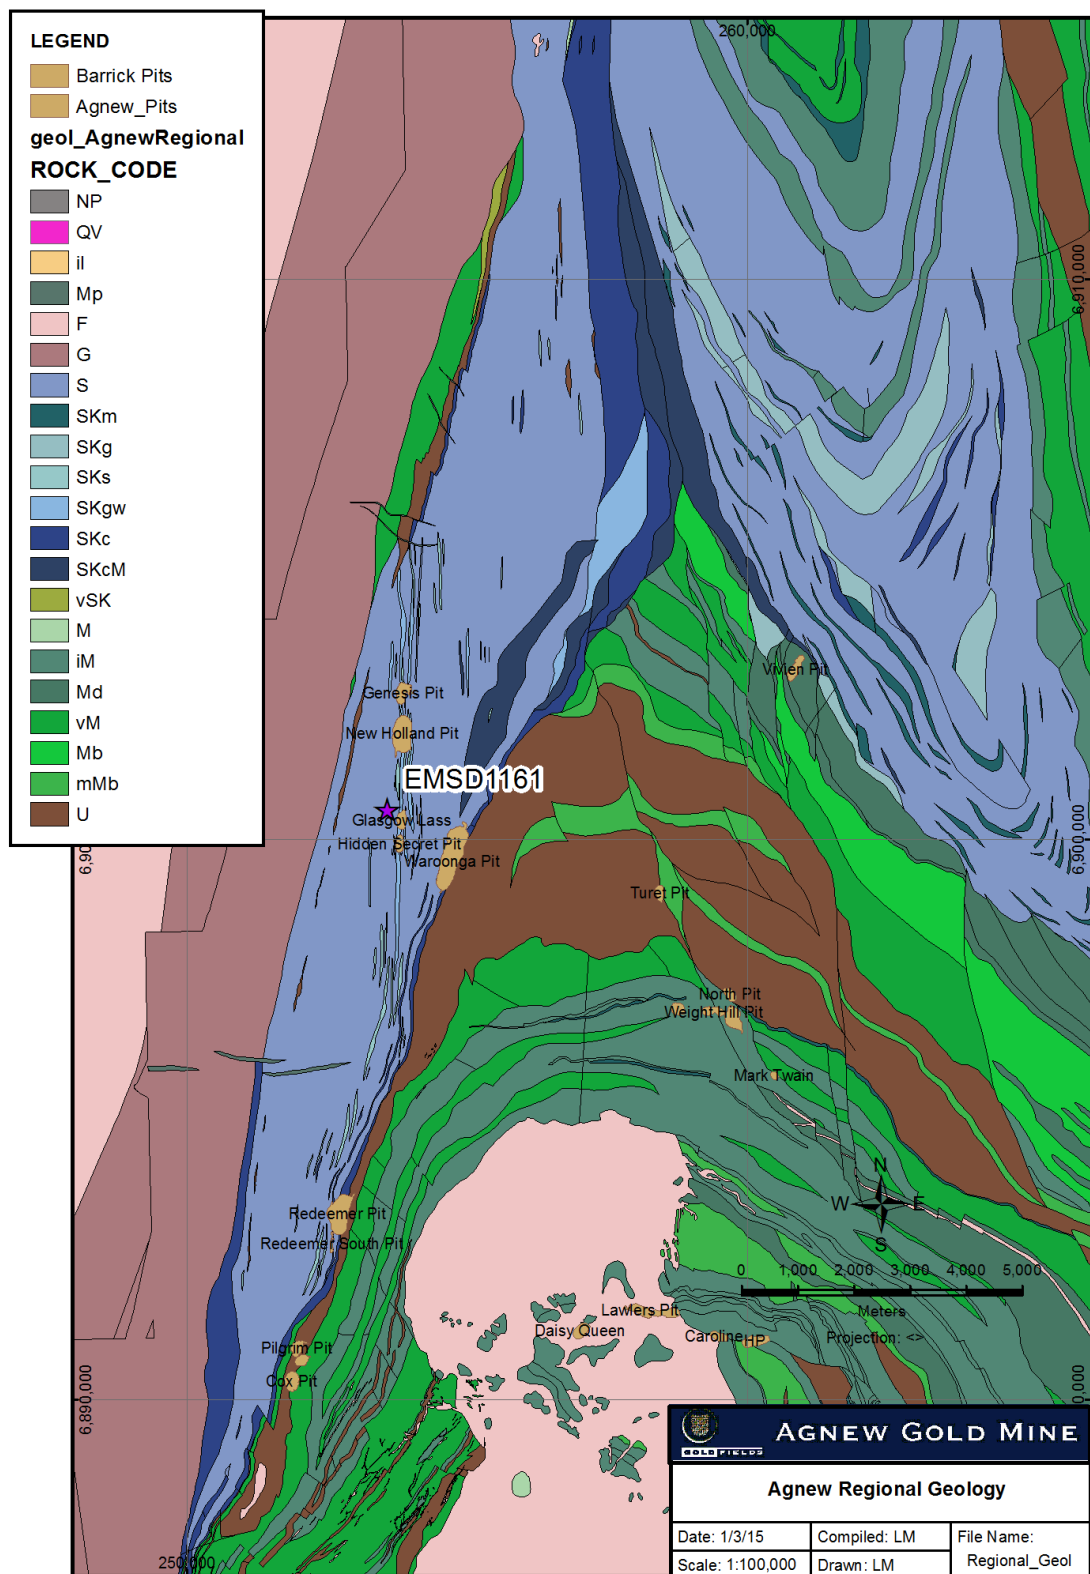 LEGEND
Barrick Pits
Agnew_Pits
geol_AgnewRegional
ROCK_CODE
NP
QV
il
Mp
F
G
S
SKm
SKg
SKs
SKgw
SKc
SKcM
vSK
M
iM
Md
vM
Mb
mMb
U
260,000
6,910,000
Vivien Pit
Genesis Pit
New Holland Pit
EMSD1161
Glasgow Lass
Hidden Secret Pit
Waroonga Pit
6,900,000
Turet Pit
North Pit
Weight Hill Pit
Mark Twain
N
W E
S
Redeemer Pit
Redeemer South Pit
0 1,000 2,000 3,000 4,000 5,000
Meters
Projection: <>
Lawlers Pit
Daisy Queen
Caroline HP
Pilgrim Pit
Cox Pit
6,890,000
250,000
GOLD FIELDS
AGNEW GOLD MINE
Agnew Regional Geology
Date: 1/3/15
Compiled: LM
File Name:
Regional_Geol
Scale: 1:100,000
Drawn: LM